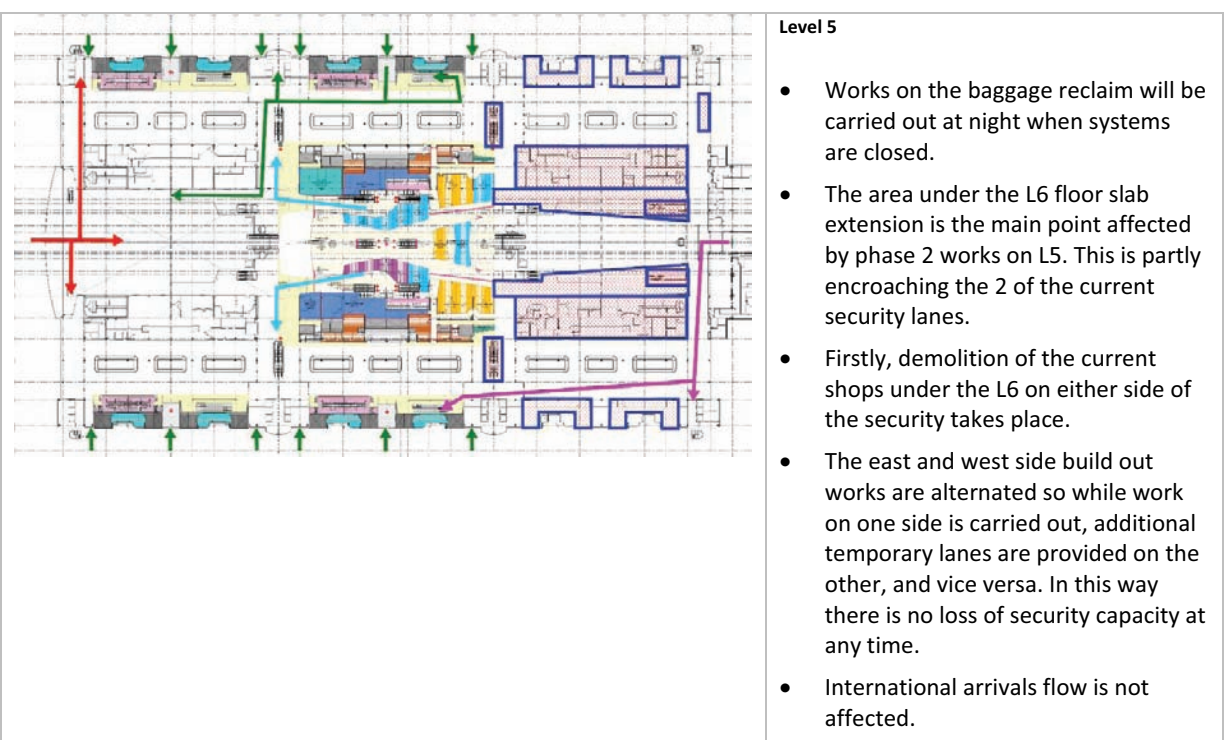 Level 5
• Works on the baggage reclaim will be
carried out at night when systems
are closed.
• The area under the L6 floor slab
extension is the main point affected
by phase 2 works on L5. This is partly
encroaching the 2 of the current
security lanes.
• Firstly, demolition of the current
shops under the L6 on either side of
the security takes place.
• The east and west side build out
works are alternated so while work
on one side is carried out, additional
temporary lanes are provided on the
other, and vice versa. In this way
there is no loss of security capacity at
any time.
• International arrivals flow is not
affected.